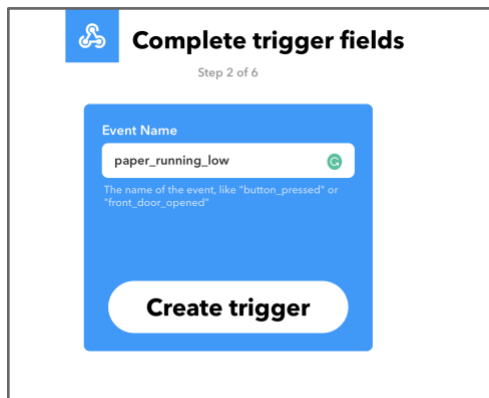 Complete trigger fields
Step 2 of 6
Event Name
paper_running_low
The name of the event, like "button_pressed" or
"front_door_opened"
Create trigger